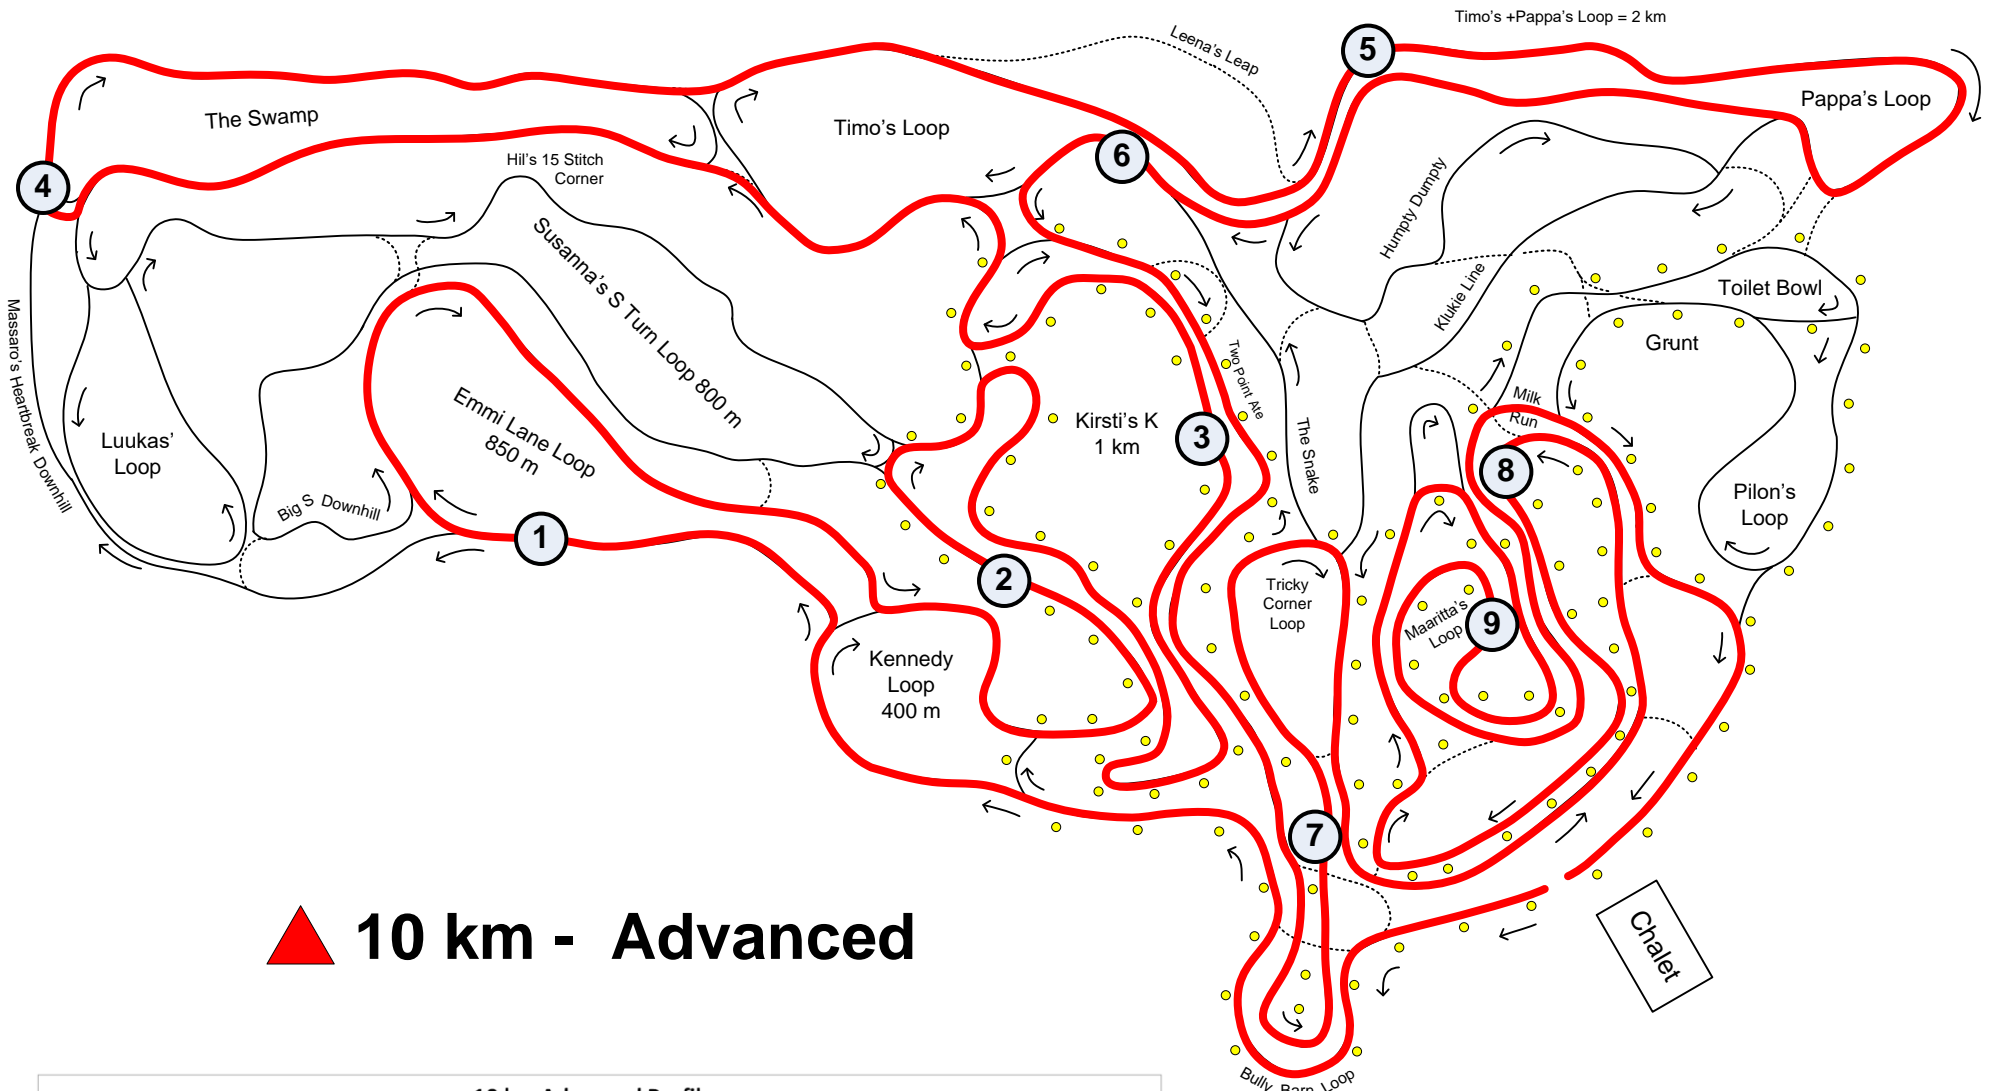 Timo's +Pappa's Loop = 2 km
Leena's Leap
5
Pappa's Loop
The Swamp
Timo's Loop
6
Hil's 15 Stitch
Corner
4
Humpty Dumpty
Susanna's S Turn Loop 800 m
Klukie Line
Toilet Bowl
Massaro's Heartbreak Downhill
Two Point Ate
Grunt
Emmi Lane Loop
850 m
Kirsti's K
1 km
3
Milk
Run
The Snake
Luukas'
Loop
8
Big S Downhill
Pilon's
Loop
1
2
Tricky
Corner
Loop
Maaritta's
Loop
9
Kennedy
Loop
400 m
7
10 km - Advanced
Chalet
Bully Barn Loop